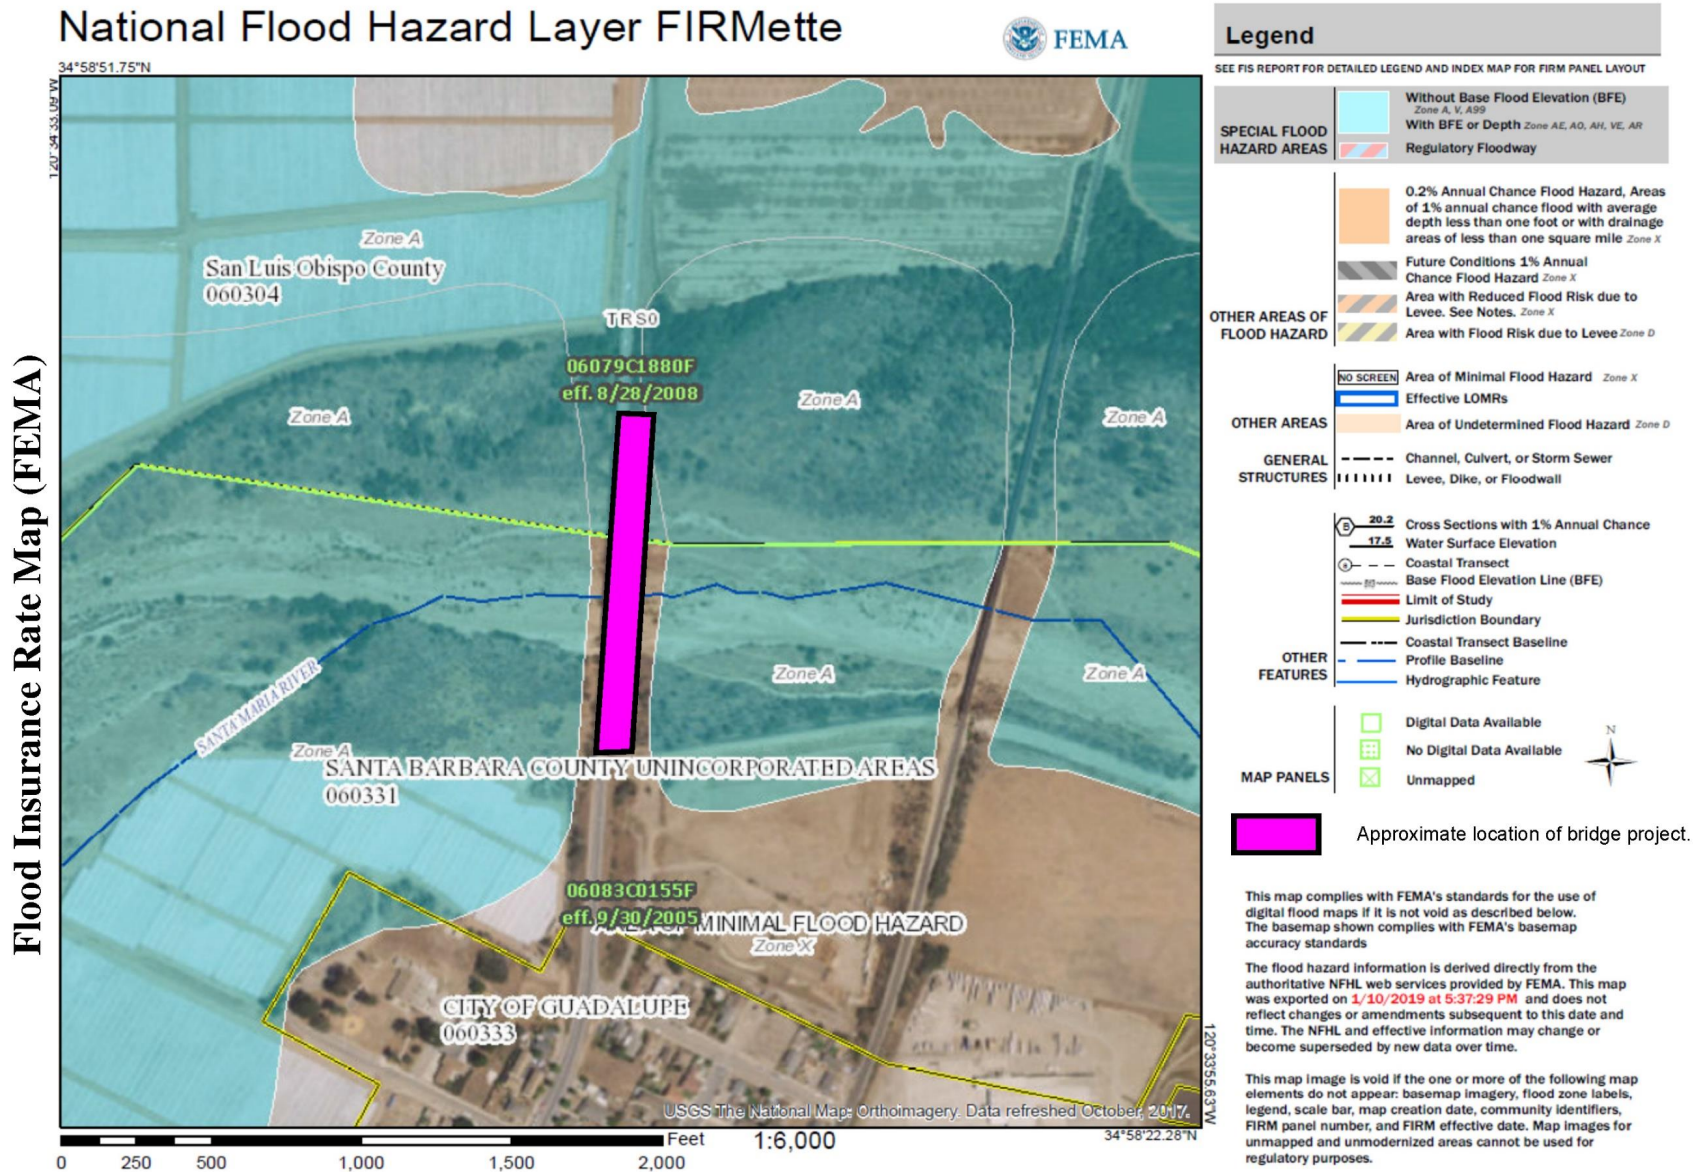 National Flood Hazard Layer FIRMette
FEMA
34°58'51.75"N
Flood Insurance Rate Map (FEMA)
Zone A
San Luis Obispo County
060304
TRS0
06079C1880F
eff. 8/28/2008
Zone A
Zone A
Zone A
SANTA MARIA RIVER
Zone A
Zone A
Zone A
SANTA BARBARA COUNTY UNINCORPORATED AREAS
060331
06083C0155F
eff. 9/30/2005
MINIMAL FLOOD HAZARD
Zone X
CITY OF GUADALUPE
060333
USGS The National Map: Orthoimagery. Data refreshed October, 2017.
120°33'55.63"W
34°58'22.28"N
Feet
1:6,000
0 250 500 1,000 1,500 2,000
Legend
SEE FIS REPORT FOR DETAILED LEGEND AND INDEX MAP FOR FIRM PANEL LAYOUT
SPECIAL FLOOD
HAZARD AREAS
Without Base Flood Elevation (BFE)
Zone A, V, A99
With BFE or Depth Zone AE, AO, AH, VE, AR
Regulatory Floodway
0.2% Annual Chance Flood Hazard, Areas
of 1% annual chance flood with average
depth less than one foot or with drainage
areas of less than one square mile Zone X
Future Conditions 1% Annual
Chance Flood Hazard Zone X
Area with Reduced Flood Risk due to
Levee. See Notes. Zone X
Area with Flood Risk due to Levee Zone D
OTHER AREAS OF
FLOOD HAZARD
NO SCREEN Area of Minimal Flood Hazard Zone X
Effective LOMRs
OTHER AREAS
Area of Undetermined Flood Hazard Zone D
GENERAL
STRUCTURES
Channel, Culvert, or Storm Sewer
Levee, Dike, or Floodwall
B 20.2 Cross Sections with 1% Annual Chance
17.5 Water Surface Elevation
Coastal Transect
Base Flood Elevation Line (BFE)
Limit of Study
Jurisdiction Boundary
Coastal Transect Baseline
OTHER
FEATURES
Profile Baseline
Hydrographic Feature
Digital Data Available
No Digital Data Available
Unmapped
MAP PANELS
N
Approximate location of bridge project.
This map complies with FEMA's standards for the use of
digital flood maps if it is not void as described below.
The basemap shown complies with FEMA's basemap
accuracy standards
The flood hazard information is derived directly from the
authoritative NFHL web services provided by FEMA. This map
was exported on 1/10/2019 at 5:37:29 PM and does not
reflect changes or amendments subsequent to this date and
time. The NFHL and effective information may change or
become superseded by new data over time.
This map image is void if the one or more of the following map
elements do not appear: basemap imagery, flood zone labels,
legend, scale bar, map creation date, community identifiers,
FIRM panel number, and FIRM effective date. Map images for
unmapped and unmodernized areas cannot be used for
regulatory purposes.